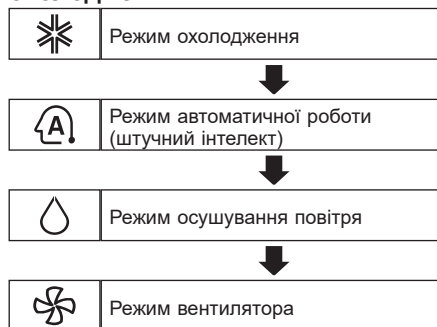 Режим охолодження
A
Режим автоматичної роботи
(штучний інтелект)
Режим осушування повітря
Режим вентилятора